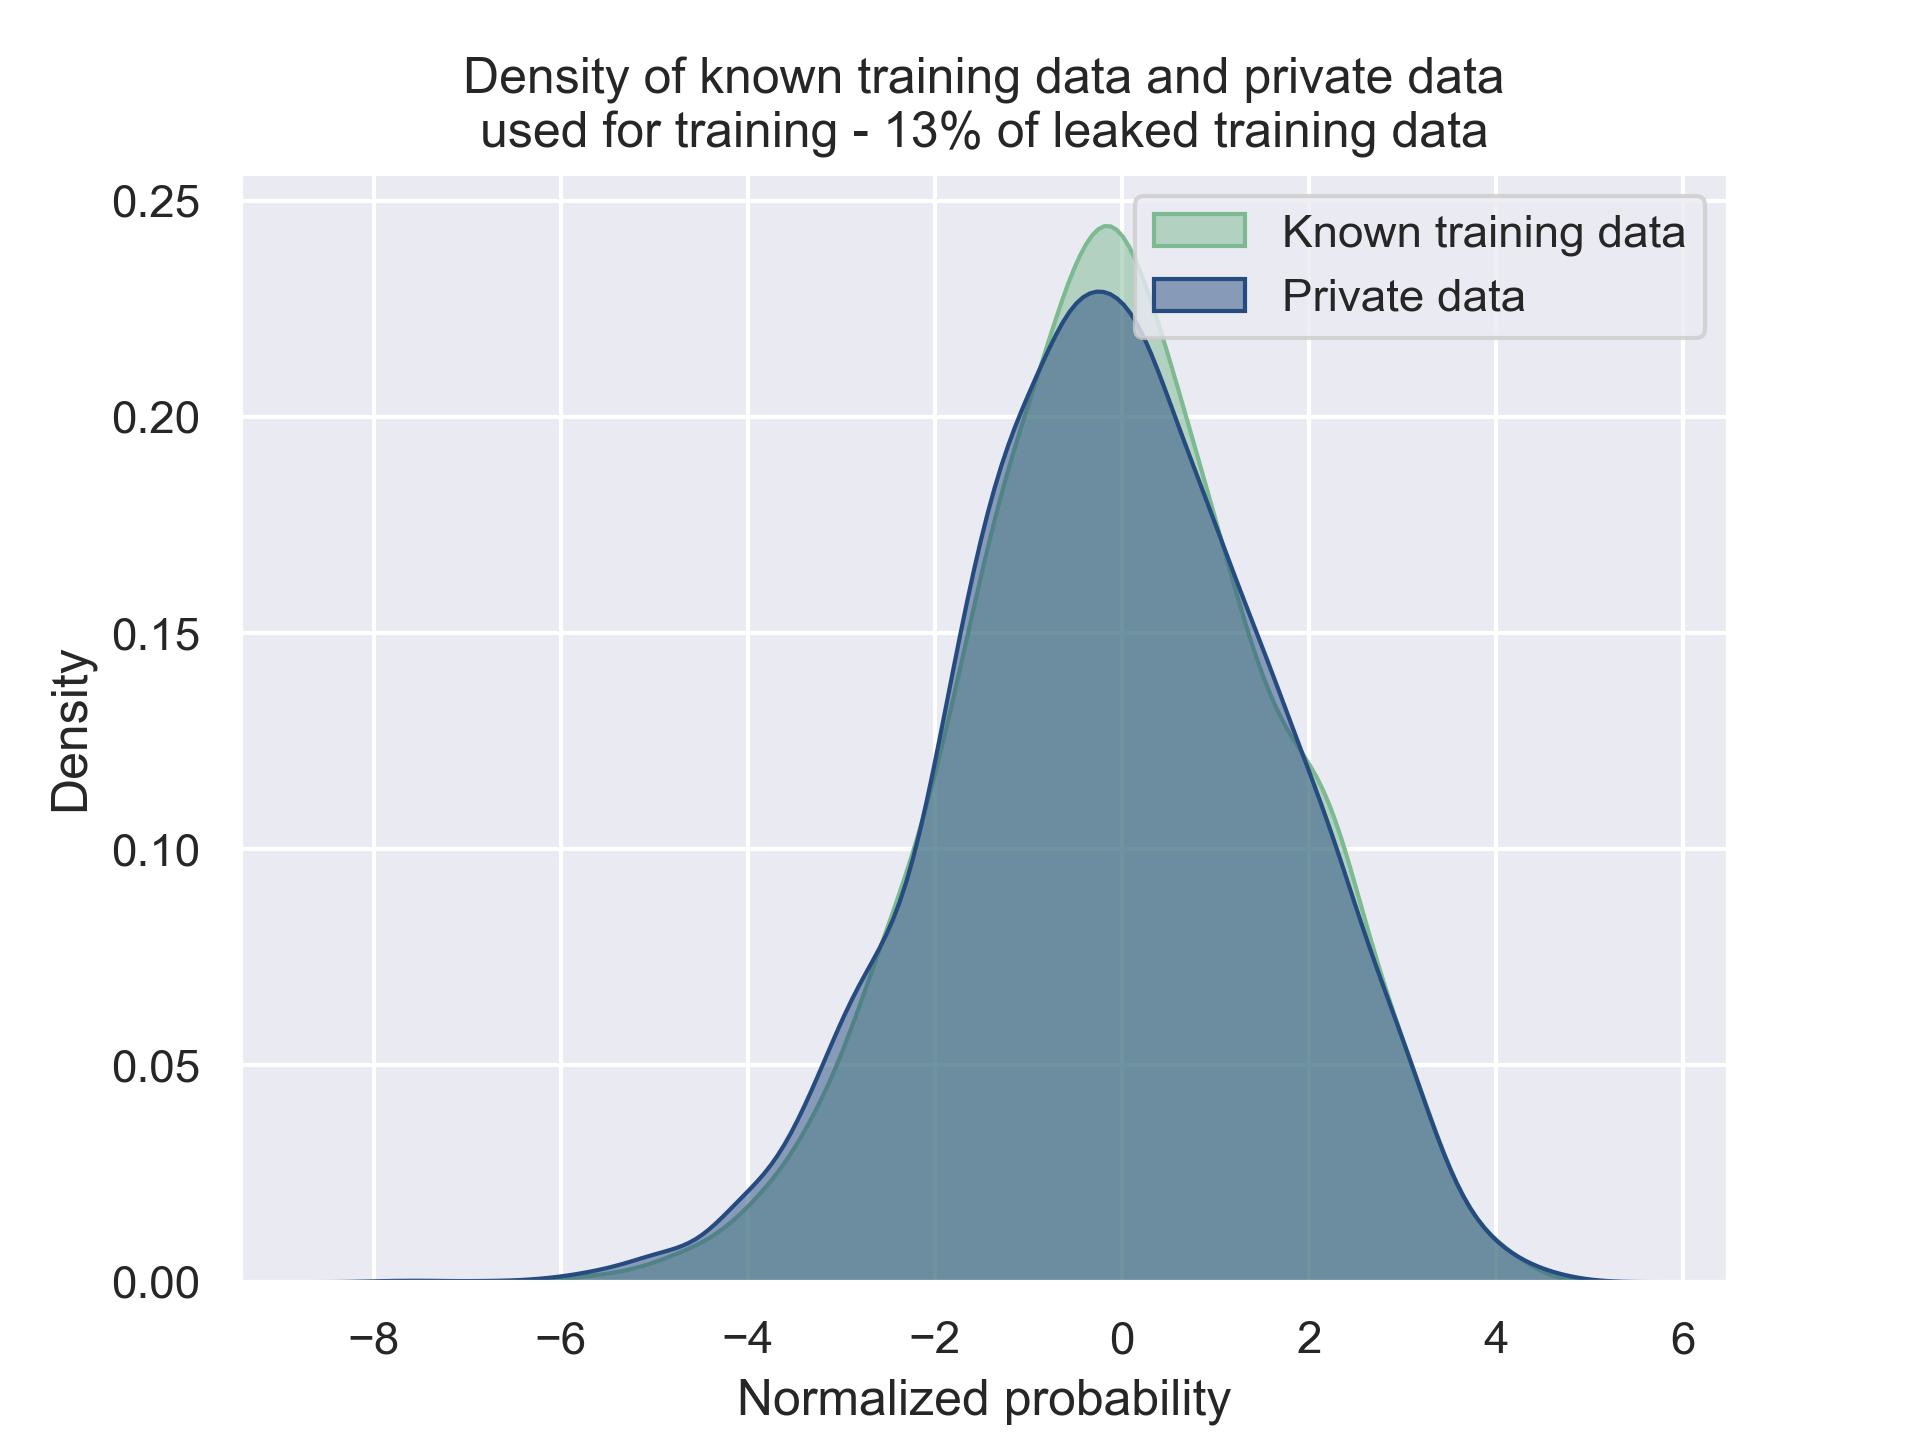 Density of known training data and private data
used for training - 13% of leaked training data
Known training data
Private data
Density
0.25
0.20
0.15
0.10
0.05
0.00
−8 −6 −4 −2 0 2 4 6
Normalized probability